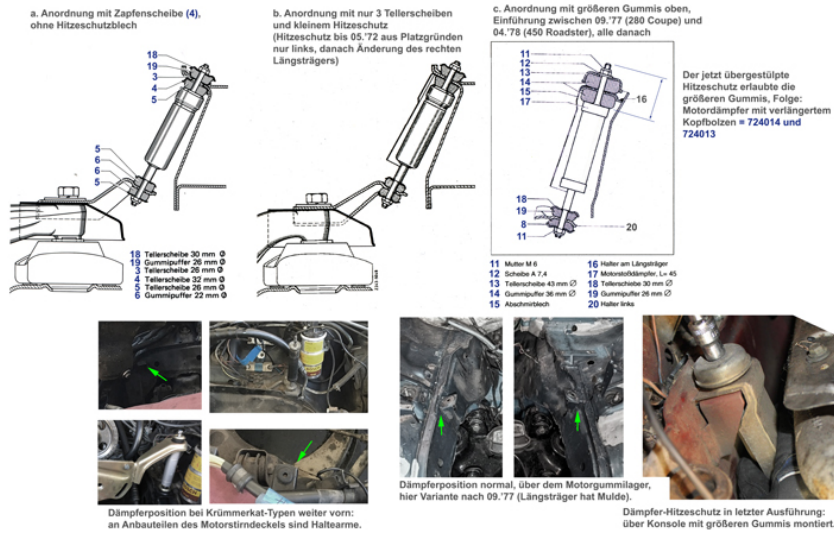 a. Anordnung mit Zapfenscheibe (4),
ohne Hitzeschutzblech
b. Anordnung mit nur 3 Tellerscheiben
und kleinem Hitzeschutz
(Hitzeschutz bis 05.'72 aus Platzgründen
nur links, danach Änderung des rechten
Längsträgers)
c. Anordnung mit größeren Gummis oben,
Einführung zwischen 09.'77 (280 Coupe) und
04.'78 (450 Roadster), alle danach
18
19
3
4
5
5
6
6
5
18 Tellerscheibe 30 mm Ø
19 Gummipuffer 26 mm Ø
3 Tellerscheibe 26 mm Ø
4 Tellerscheibe 32 mm Ø
5 Tellerscheibe 26 mm Ø
6 Gummipuffer 22 mm Ø
11
12
13
14
15
17
16
18
19
8
11
20
11 Mutter M 6
12 Scheibe A 7,4
13 Tellerscheibe 43 mm Ø
14 Gummipuffer 36 mm Ø
15 Abschirmblech
16 Halter am Längsträger
17 Motorstoßdämpfer, L= 45
18 Tellerscheibe 30 mm Ø
19 Gummipuffer 26 mm Ø
20 Halter links
Der jetzt übergestülpte
Hitzeschutz erlaubte die
größeren Gummis, Folge:
Motordämpfer mit verlängertem
Kopfbolzen = 724014 und
724013
Dämpferposition bei Krümmerkat-Typen weiter vorn:
an Anbauteilen des Motorstirndeckels sind Haltearme.
Dämpferposition normal, über dem Motorgummilager,
hier Variante nach 09.'77 (Längsträger hat Mulde).
Dämpfer-Hitzeschutz in letzter Ausführung:
über Konsole mit größeren Gummis montiert.